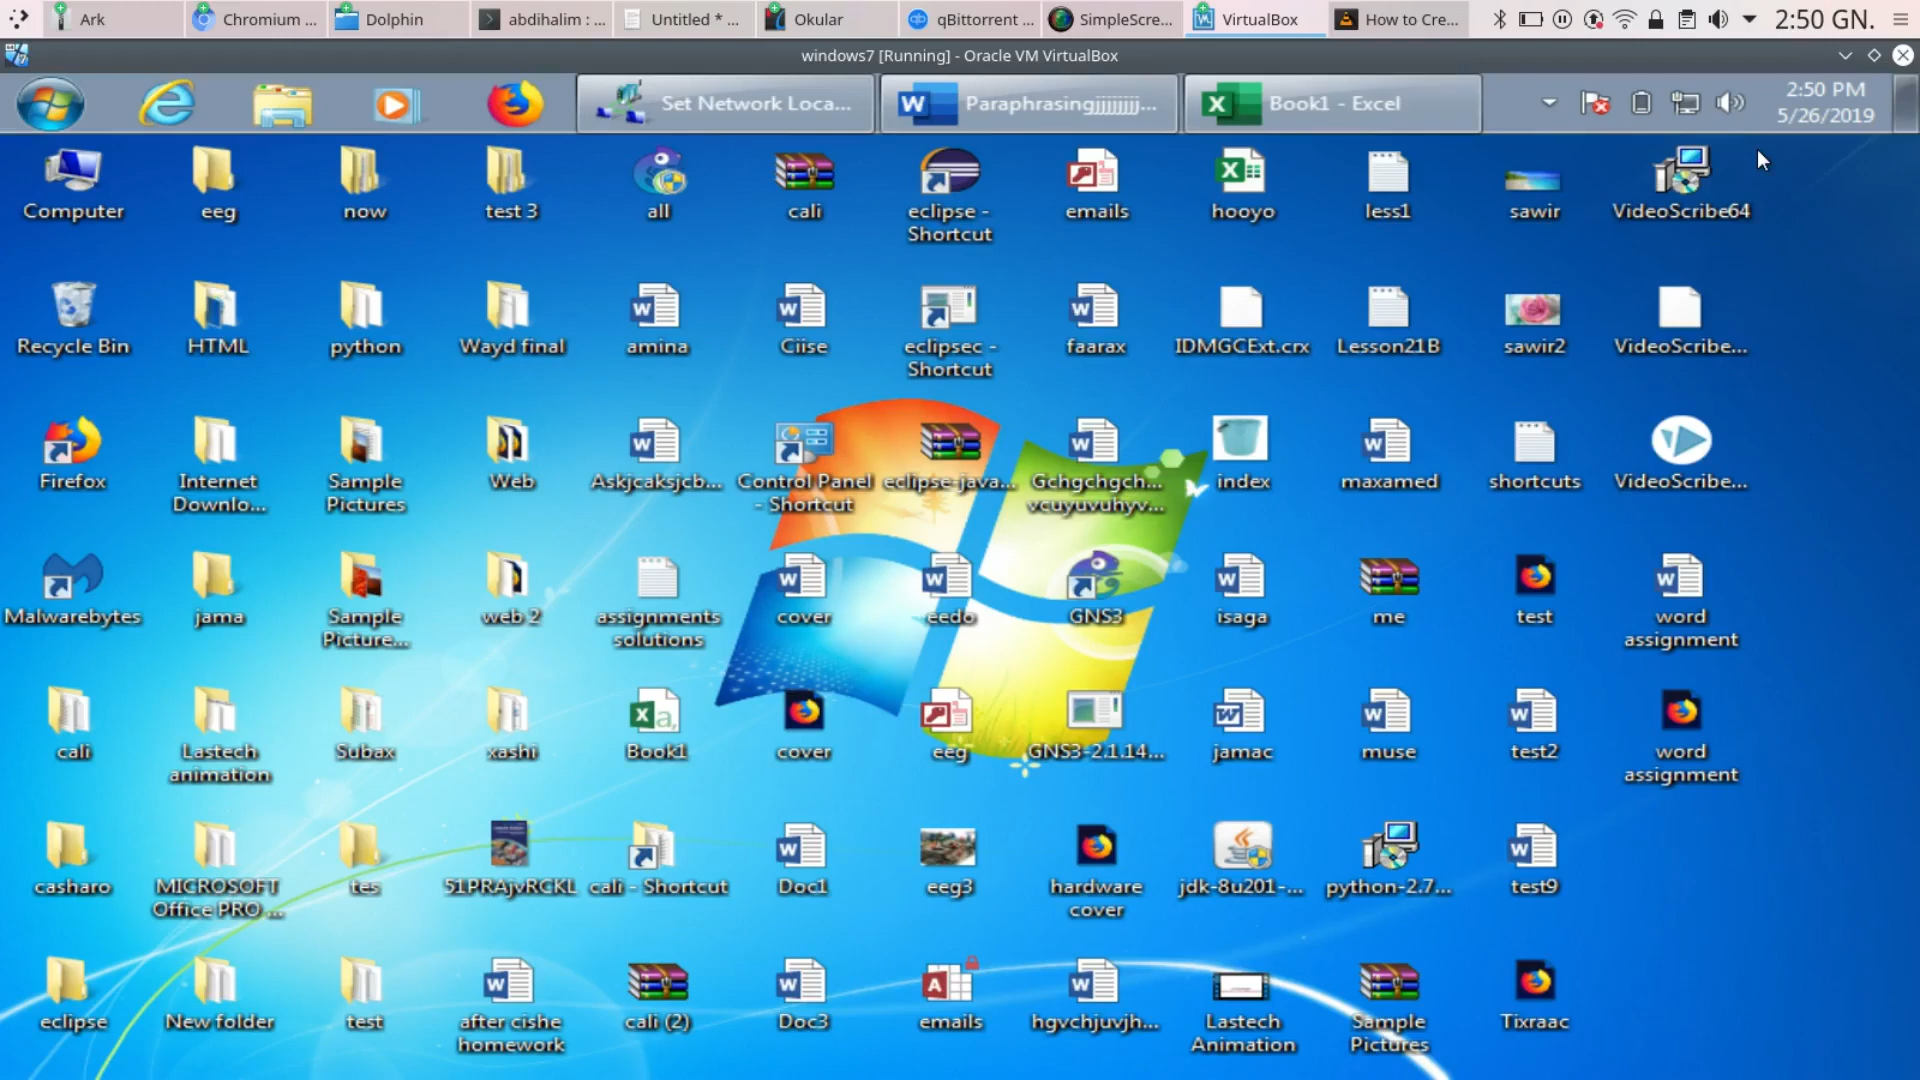 Ark
Chromium ...
Dolphin
abdihalim : ...
Untitled * ...
Okular
qBittorrent ...
SimpleScre...
VirtualBox
How to Cre...
2:50 GN.
windows7 [Running] - Oracle VM VirtualBox
Set Network Loca...
Paraphrasingjjjjjjjjj...
Book1 - Excel
2:50 PM
5/26/2019
Computer
eeg
now
test 3
all
cali
eclipse -
Shortcut
emails
hooyo
less1
sawir
VideoScribe64
Recycle Bin
HTML
python
Wayd final
amina
Ciise
eclipsec -
Shortcut
faarax
IDMGCExt.crx
Lesson21B
sawir2
VideoScribe...
Firefox
Internet
Downlo...
Sample
Pictures
Web
Askjcaksjcb...
Control Panel
- Shortcut
eclipse-java...
Gchgchgch...
vcuyuvuhyv...
index
maxamed
shortcuts
VideoScribe...
Malwarebytes
jama
Sample
Picture...
web 2
assignments
solutions
cover
eedo
GNS3
isaga
me
test
word
assignment
cali
Lastech
animation
Subax
xashi
Book1
cover
eeg
GNS3-2.1.14...
jamac
muse
test2
word
assignment
casharo
MICROSOFT
Office PRO ...
tes
51PRAjvRCKL
cali - Shortcut
Doc1
eeg3
hardware
cover
jdk-8u201-...
python-2.7...
test9
eclipse
New folder
test
after cishe
homework
cali (2)
Doc3
emails
hgvchjuvjh...
Lastech
Animation
Sample
Pictures
Tixraac